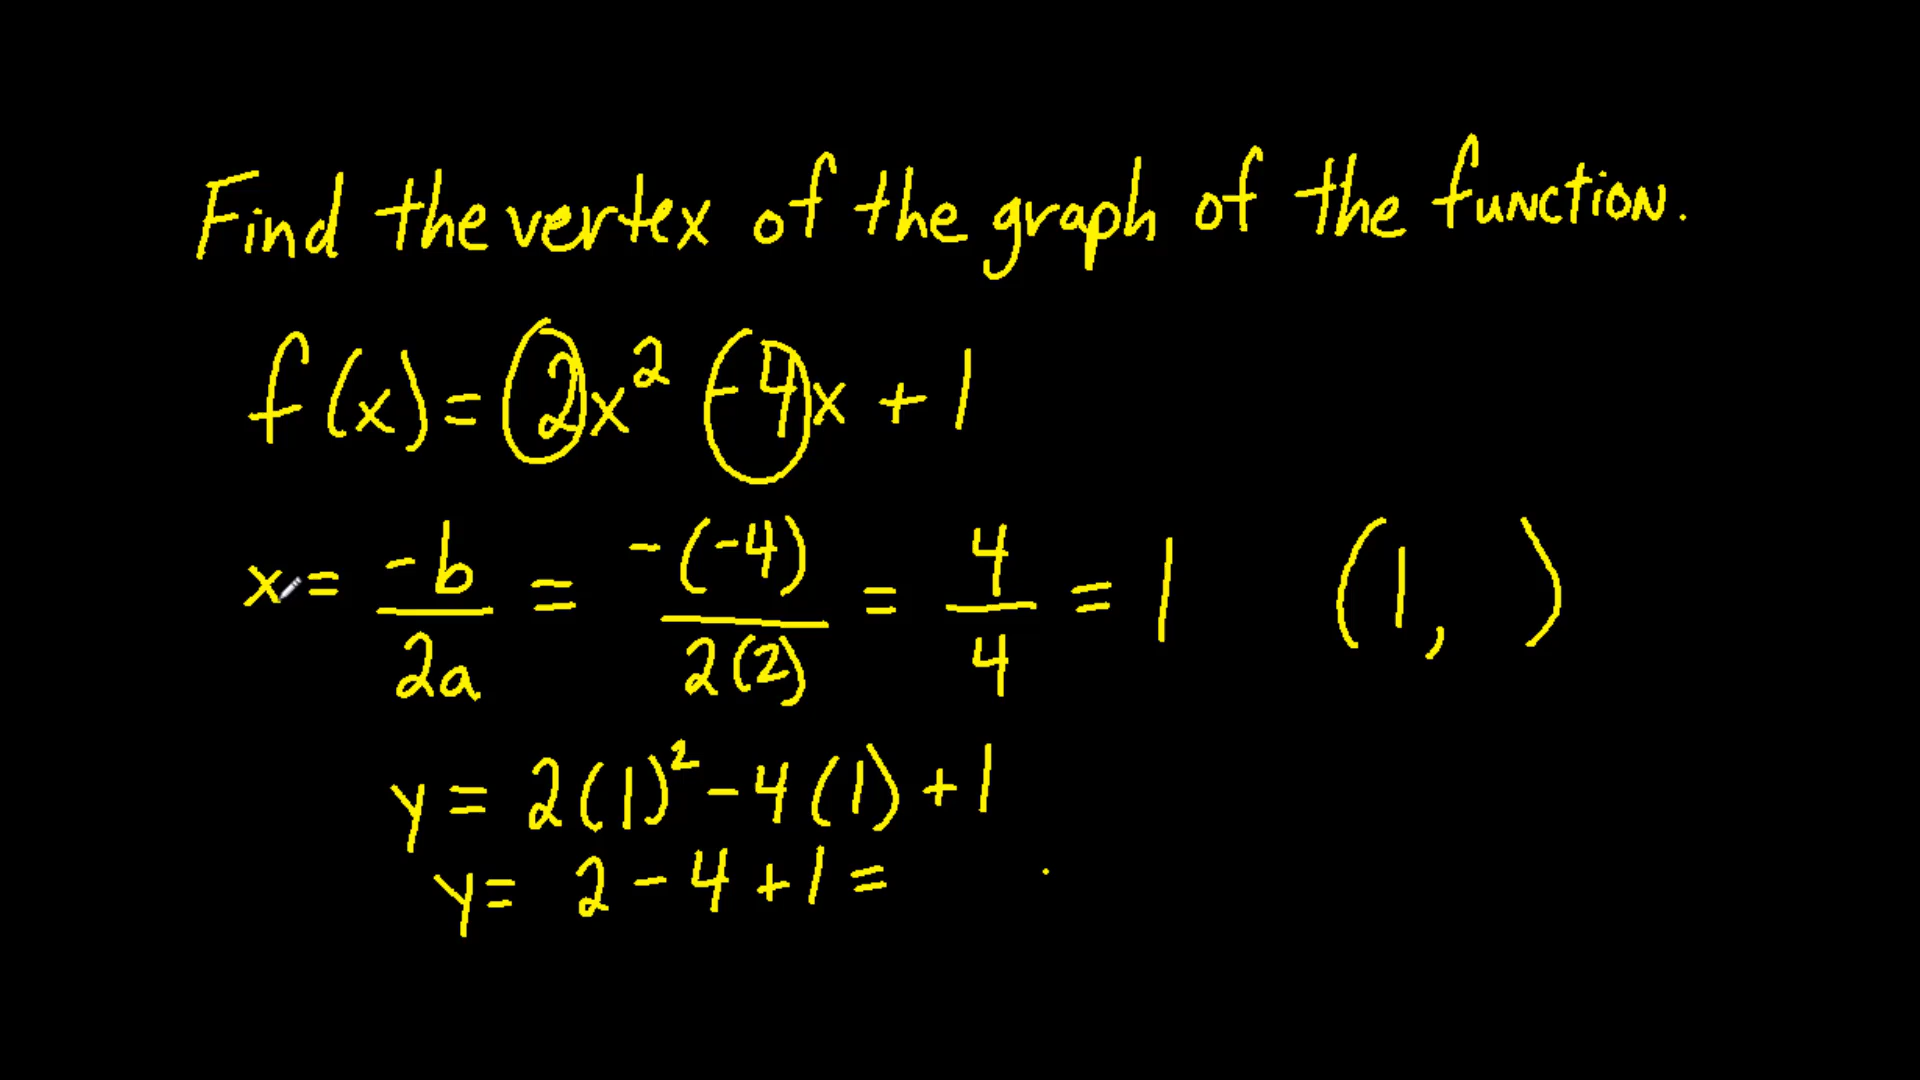 Find the vertex of the graph of the function.
f(x) = 2x² - 4x + 1
x = -b/2a = -(-4)/2(2) = 4/4 = 1 (1, )
y = 2(1)² - 4(1) + 1
y = 2 - 4 + 1 =